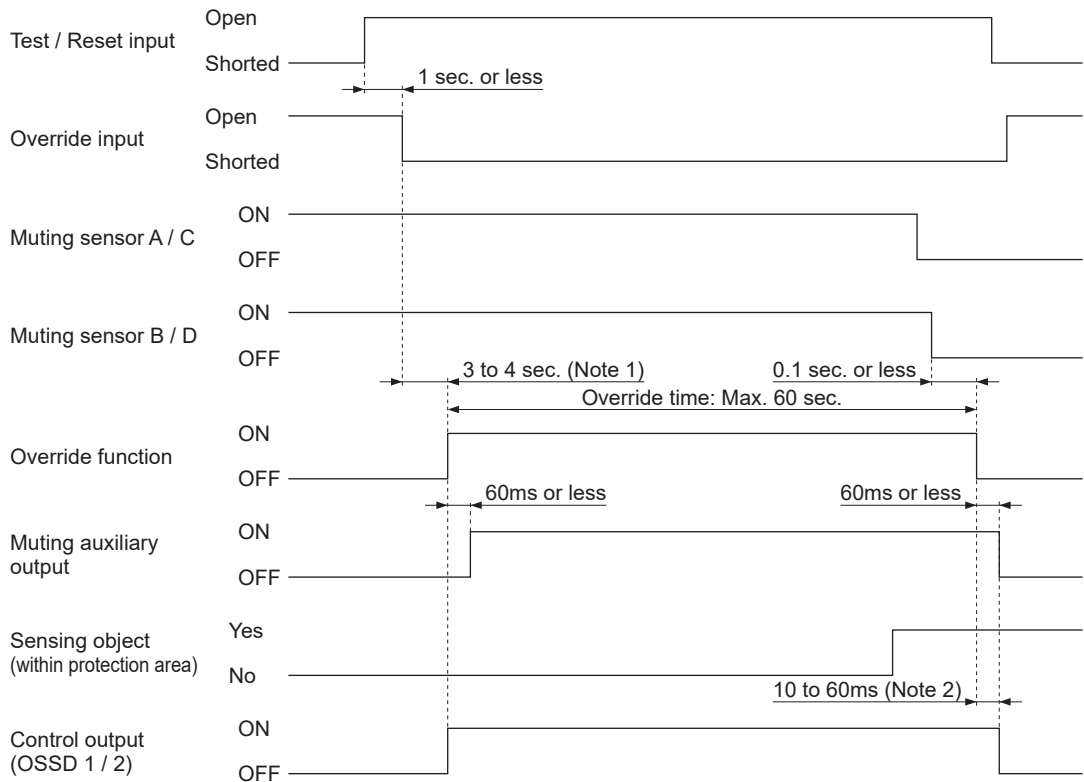 Open
Test / Reset input
Shorted
1 sec. or less
Open
Override input
Shorted
ON
Muting sensor A / C
OFF
ON
Muting sensor B / D
OFF
3 to 4 sec. (Note 1)
0.1 sec. or less
Override time: Max. 60 sec.
ON
Override function
OFF
60ms or less
60ms or less
ON
Muting auxiliary
output
OFF
Yes
Sensing object
(within protection area)
No
10 to 60ms (Note 2)
ON
Control output
(OSSD 1 / 2)
OFF